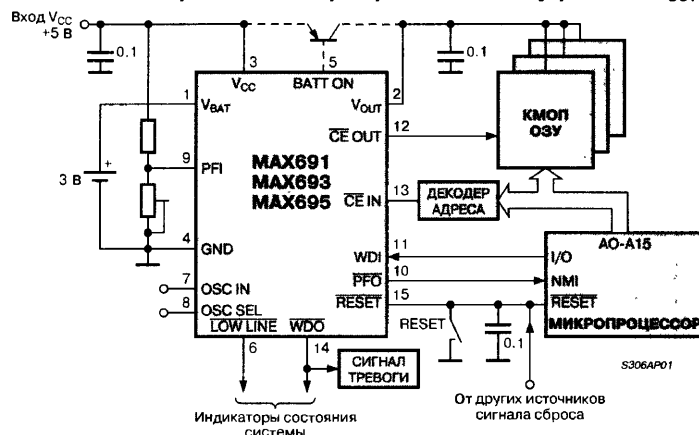 Вход VCC
+5 В
0.1
0.1
3
5
VCC
BATT ON
1
VBAT
VOUT
2
КМОП
ОЗУ
CE OUT
12
9
PFI
MAX691
MAX693
MAX695
3 В
+
CE IN
13
ДЕКОДЕР
АДРЕСА
4
GND
WDI
11
A0-A15
I/O
PFO
10
NMI
7
OSC IN
RESET
15
RESET
8
OSC SEL
МИКРОПРОЦЕССОР
LOW LINE
WDO
RESET
0.1
6
14
СИГНАЛ
ТРЕВОГИ
S306AP01
Индикаторы состояния
системы
От других источников
сигнала сброса